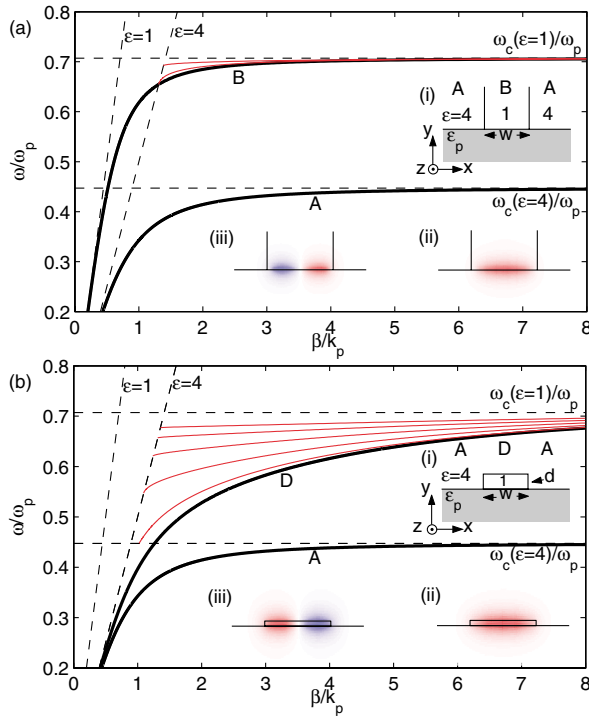 (a)
ε=1
ε=4
ω_c(ε=1)/ω_p
0.8
0.7
0.6
0.5
0.4
0.3
0.2
ω/ω_p
B
(i)
A B A
ε=4 1 4
ε_p
w
y
z x
ω_c(ε=4)/ω_p
A
(iii)
(ii)
0 1 2 3 4 5 6 7 8
β/k_p
(b)
ε=1
ε=4
ω_c(ε=1)/ω_p
0.8
0.7
0.6
0.5
0.4
0.3
0.2
ω/ω_p
D
(i)
A D A
ε=4
1
d
ε_p
w
y
z x
ω_c(ε=4)/ω_p
A
(iii)
(ii)
0 1 2 3 4 5 6 7 8
β/k_p